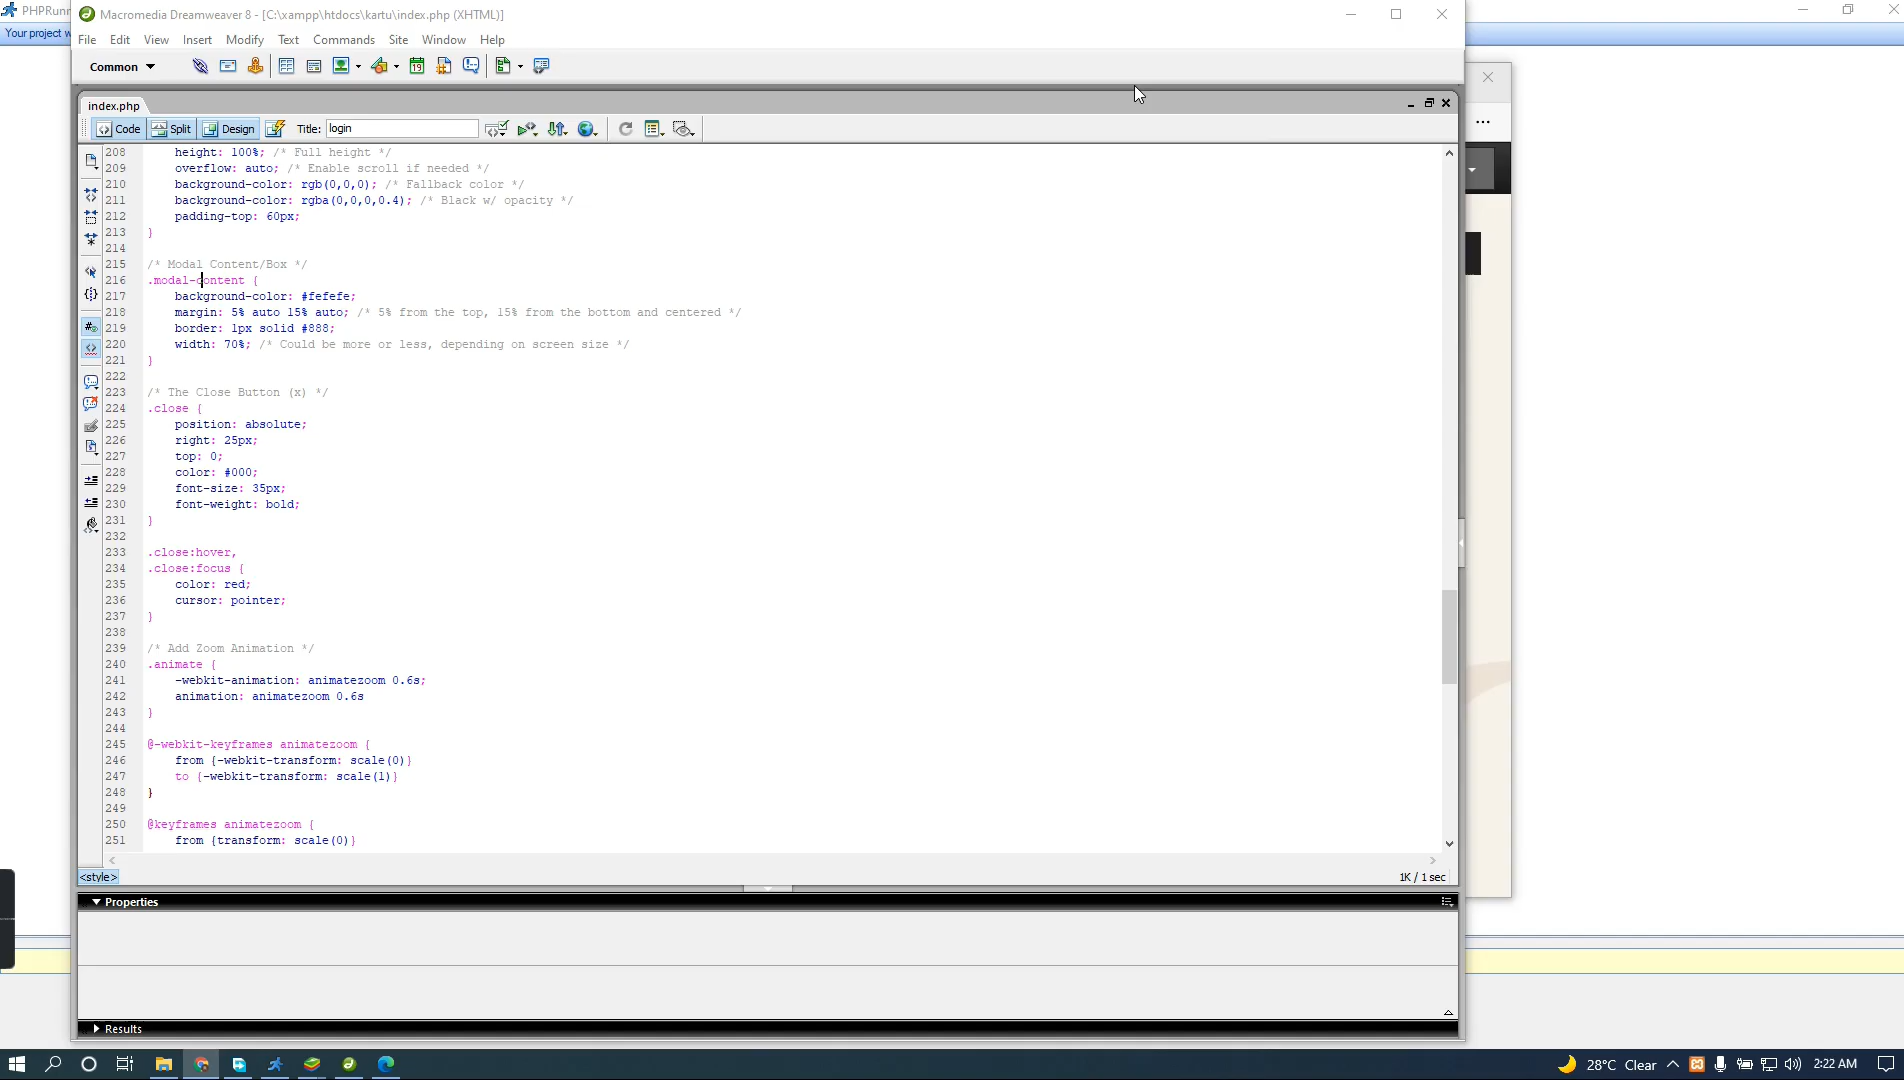 PHPRunn
Macromedia Dreamweaver 8 - [C:\xampp\htdocs\kartu\index.php (XHTML)]
Your project w
File Edit View Insert Modify Text Commands Site Window Help
Common
19
index.php
Code Split Design Title: login
208 height: 100%; /* Full height */
209 overflow: auto; /* Enable scroll if needed */
210 background-color: rgb(0,0,0); /* Fallback color */
211 background-color: rgba(0,0,0,0.4); /* Black w/ opacity */
212 padding-top: 60px;
213 }
214
215 /* Modal Content/Box */
216 .modal-content {
217 background-color: #fefefe;
218 margin: 5% auto 15% auto; /* 5% from the top, 15% from the bottom and centered */
219 border: 1px solid #888;
220 width: 70%; /* Could be more or less, depending on screen size */
221 }
222
223 /* The Close Button (x) */
224 .close {
225 position: absolute;
226 right: 25px;
227 top: 0;
228 color: #000;
229 font-size: 35px;
230 font-weight: bold;
231 }
232
233 .close:hover,
234 .close:focus {
235 color: red;
236 cursor: pointer;
237 }
238
239 /* Add Zoom Animation */
240 .animate {
241 -webkit-animation: animatezoom 0.6s;
242 animation: animatezoom 0.6s
243 }
244
245 @-webkit-keyframes animatezoom {
246 from {-webkit-transform: scale(0)}
247 to {-webkit-transform: scale(1)}
248 }
249
250 @keyframes animatezoom {
251 from {transform: scale(0)}
<style>
1K / 1 sec
Properties
Results
28°C Clear
2:22 AM